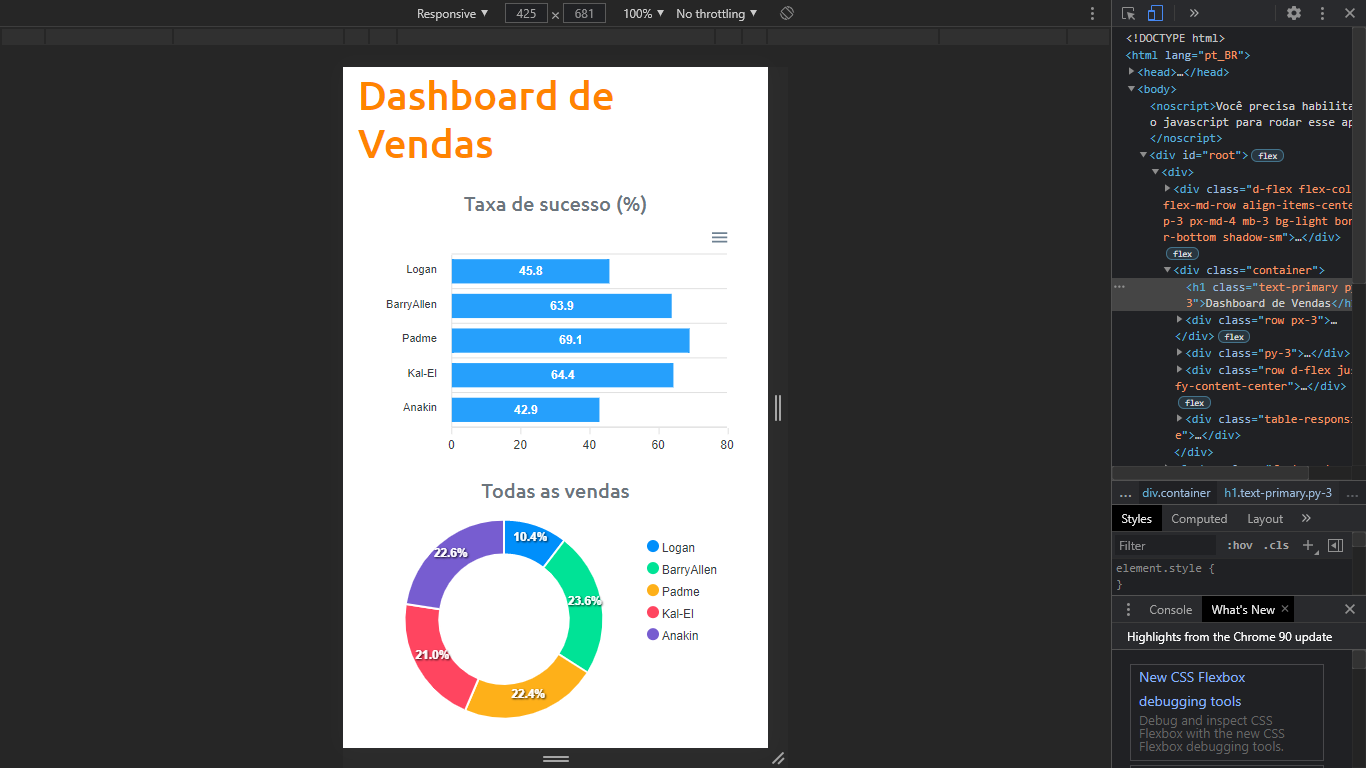 Responsive ▼ 425 × 681 100% ▼ No throttling ▼
Dashboard de
Vendas
Taxa de sucesso (%)
Logan 45.8
BarryAllen 63.9
Padme 69.1
Kal-El 64.4
Anakin 42.9
0 20 40 60 80
Todas as vendas
10.4%
23.6%
22.4%
21.0%
22.6%
Logan
BarryAllen
Padme
Kal-El
Anakin
<!DOCTYPE html>
<html lang="pt_BR">
<head>…</head>
<body>
<noscript>Você precisa habilita
o javascript para rodar esse ap
</noscript>
<div id="root"> flex
<div>
<div class="d-flex flex-col
flex-md-row align-items-cente
p-3 px-md-4 mb-3 bg-light bor
r-bottom shadow-sm">…</div>
flex
<div class="container">
<h1 class="text-primary p
3">Dashboard de Vendas</h
<div class="row px-3">…
</div> flex
<div class="py-3">…</div>
<div class="row d-flex jus
fy-content-center">…</div>
flex
<div class="table-responsi
e">…</div>
</div>
… div.container h1.text-primary.py-3 …
Styles Computed Layout »
Filter :hov .cls +
element.style {
}
Console What's New ×
Highlights from the Chrome 90 update
New CSS Flexbox
debugging tools
Debug and inspect CSS
Flexbox with the new CSS
Flexbox debugging tools.